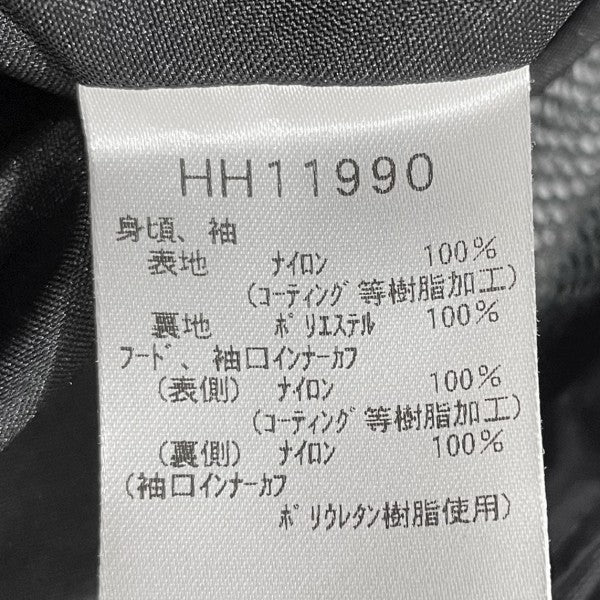 HH11990
身頃、袖
表地 ナイロン 100%
(コーティング等樹脂加工)
裏地 ポリエステル 100%
フード、袖口インナーカフ
(表側) ナイロン 100%
(コーティング等樹脂加工)
(裏側) ナイロン 100%
(袖口インナーカフ
ポリウレタン樹脂使用)